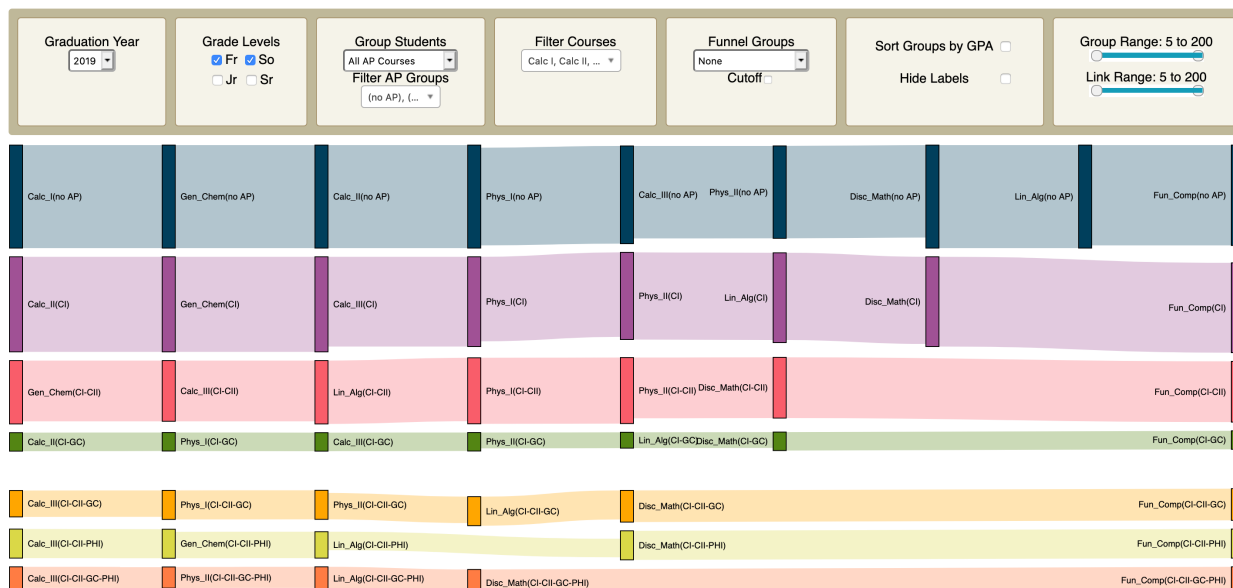 Graduation Year
2019
Grade Levels
Fr So
Jr Sr
Group Students
All AP Courses
Filter AP Groups
(no AP), (...
Filter Courses
Calc I, Calc II, ...
Funnel Groups
None
Cutoff
Sort Groups by GPA
Hide Labels
Group Range: 5 to 200
Link Range: 5 to 200
Calc_I(no AP) Gen_Chem(no AP) Calc_II(no AP) Phys_I(no AP) Calc_III(no AP) Phys_II(no AP) Disc_Math(no AP) Lin_Alg(no AP) Fun_Comp(no AP)
Calc_II(CI) Gen_Chem(CI) Calc_III(CI) Phys_I(CI) Phys_II(CI) Lin_Alg(CI) Disc_Math(CI) Fun_Comp(CI)
Gen_Chem(CI-CII) Calc_III(CI-CII) Lin_Alg(CI-CII) Phys_I(CI-CII) Phys_II(CI-CII) Disc_Math(CI-CII) Fun_Comp(CI-CII)
Calc_II(CI-GC) Phys_I(CI-GC) Calc_III(CI-GC) Phys_II(CI-GC) Lin_Alg(CI-GC) Disc_Math(CI-GC) Fun_Comp(CI-GC)
Calc_III(CI-CII-GC) Phys_I(CI-CII-GC) Phys_II(CI-CII-GC) Lin_Alg(CI-CII-GC) Disc_Math(CI-CII-GC) Fun_Comp(CI-CII-GC)
Calc_III(CI-CII-PHI) Gen_Chem(CI-CII-PHI) Lin_Alg(CI-CII-PHI) Disc_Math(CI-CII-PHI) Fun_Comp(CI-CII-PHI)
Calc_III(CI-CII-GC-PHI) Phys_II(CI-CII-GC-PHI) Lin_Alg(CI-CII-GC-PHI) Disc_Math(CI-CII-GC-PHI) Fun_Comp(CI-CII-GC-PHI)